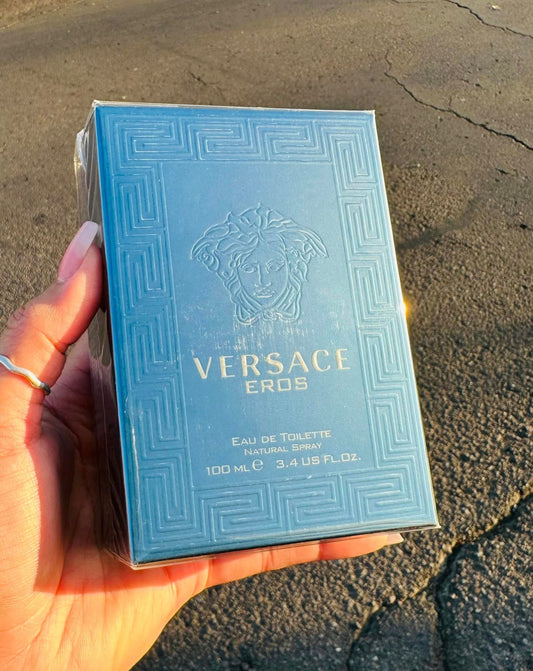 VERSACE
EROS
EAU DE TOILETTE
NATURAL SPRAY
100 ML ℮ 3.4 US FL.OZ.